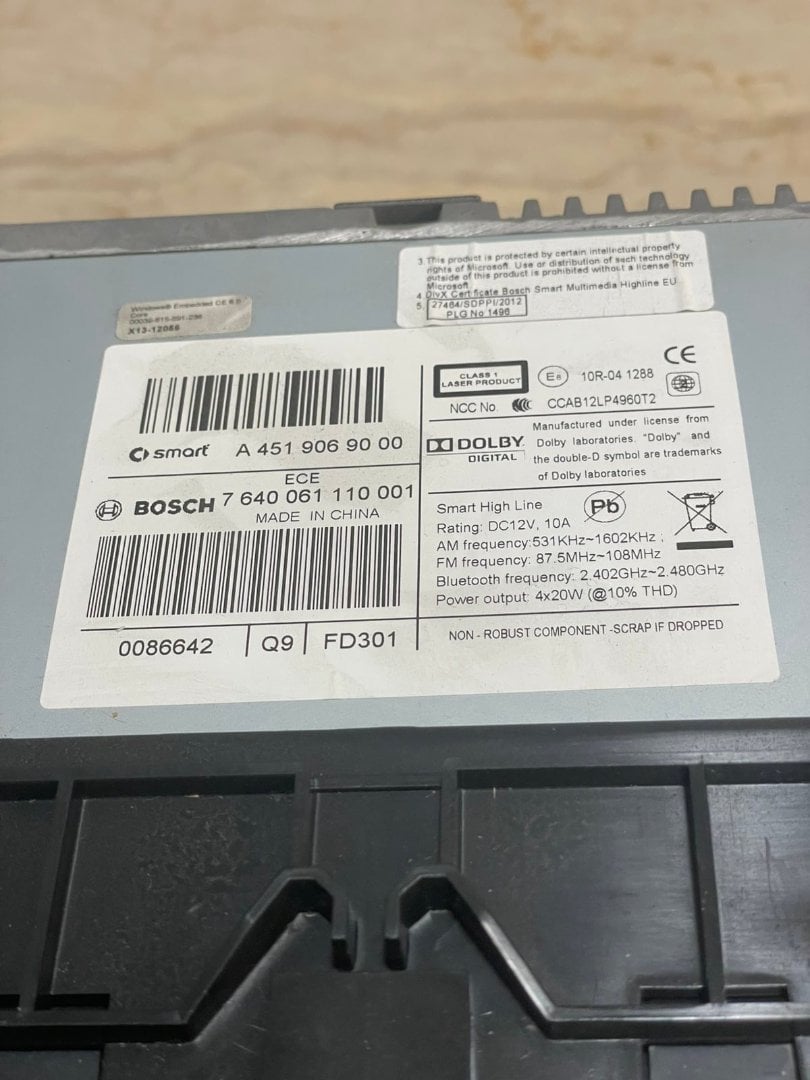 3. This product is protected by certain intellectual property
rights of Microsoft. Use or distribution of such technology
outside of this product is prohibited without a license from
Microsoft
4 DivX Certificate Bosch Smart Multimedia Highline EU
5. 27464/SDPPI/2012
PLG No 1496
Windows® Embedded CE 6.0
Core
X13-12056
smart A 451 906 90 00
ECE
BOSCH 7 640 061 110 001
MADE IN CHINA
0086642 Q9 FD301
CLASS 1
LASER PRODUCT
E8 10R-04 1288 CE
NCC No. CCAB12LP4960T2
DOLBY
DIGITAL
Manufactured under license from
Dolby laboratories. "Dolby" and
the double-D symbol are trademarks
of Dolby laboratories
Smart High Line
Pb
Rating: DC12V, 10A
AM frequency:531KHz~1602KHz ;
FM frequency: 87.5MHz~108MHz
Bluetooth frequency: 2.402GHz~2.480GHz
Power output: 4x20W (@10% THD)
NON - ROBUST COMPONENT -SCRAP IF DROPPED